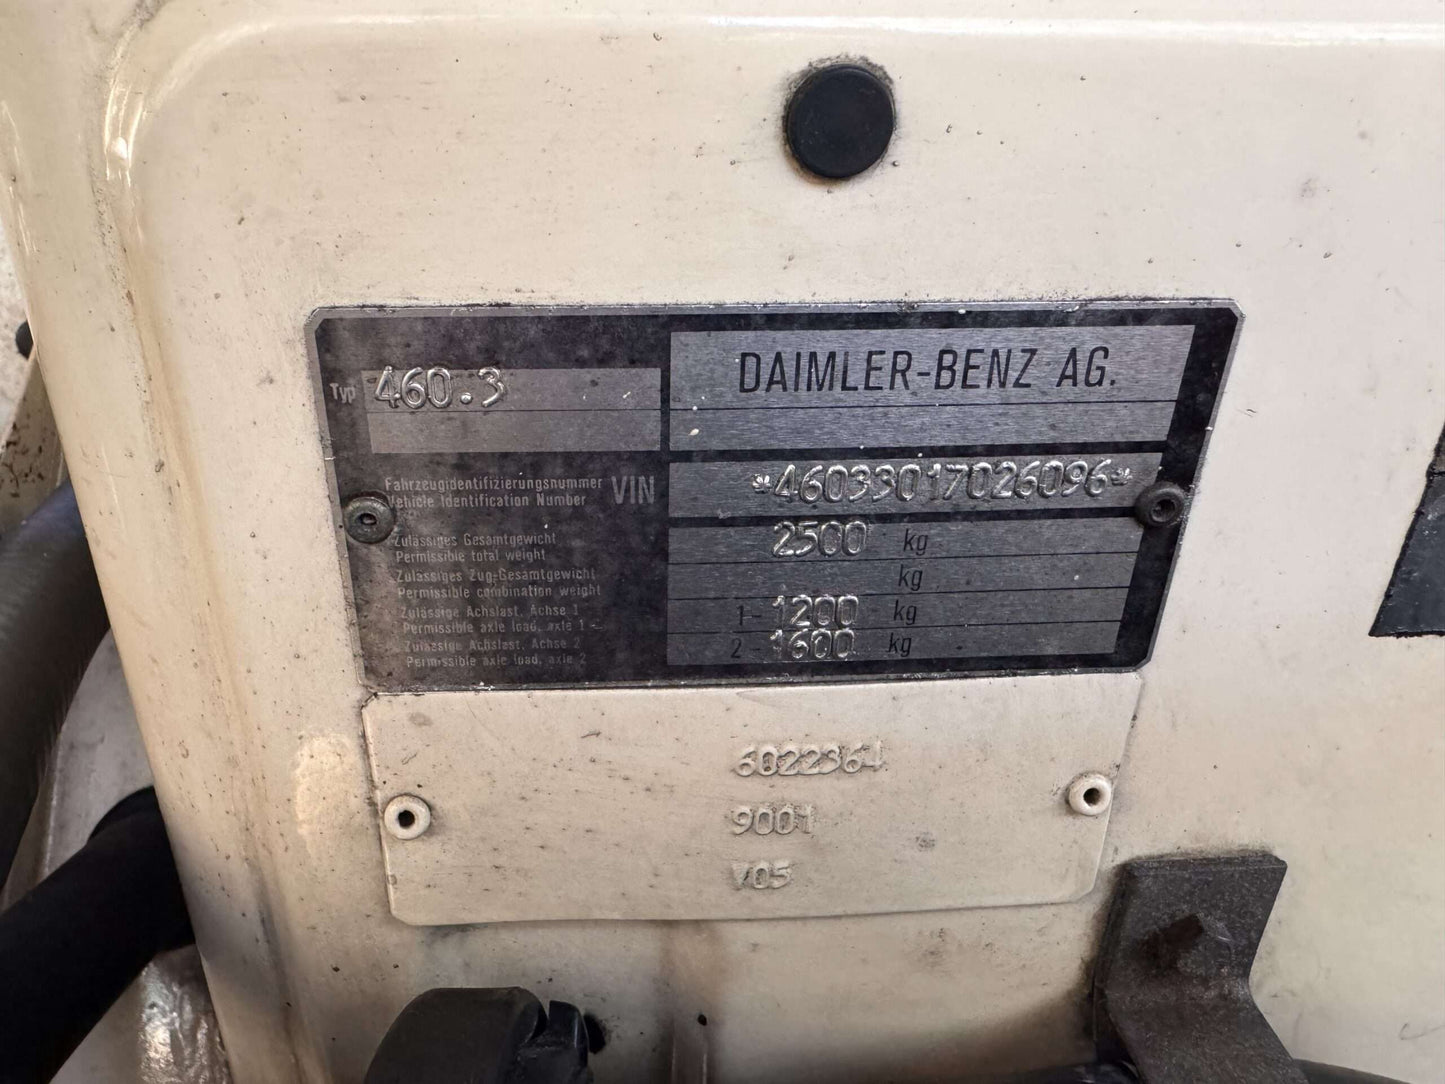 Typ 460.3
DAIMLER-BENZ AG.
Fahrzeugidentifizierungsnummer
Vehicle Identification Number
VIN
*46033017026096*
Zulässiges Gesamtgewicht
Permissible total weight
2500 kg
Zulässiges Zug-Gesamtgewicht
Permissible combination weight
kg
Zulässige Achslast, Achse 1
Permissible axle load, axle 1
1- 1200 kg
Zulässige Achslast, Achse 2
Permissible axle load, axle 2
2- 1600 kg
6022364
9001
V05